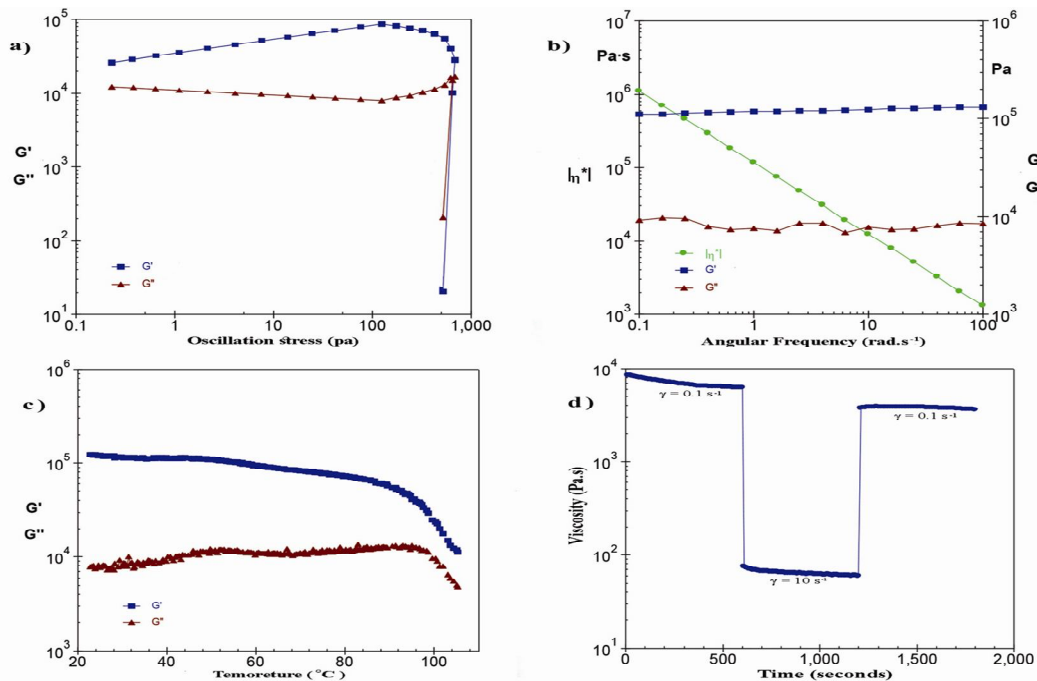 a)
10⁵
10⁴
10³
10²
10¹
G'
G"
G'
G"
0.1
1
10
100
1,000
Oscillation stress (pa)
b)
10⁷
Pa·s
10⁶
10⁵
10⁴
10³
|η*|
10⁶
Pa
10⁵
G
G
10⁴
10³
|η*|
G'
G"
0.1
1
10
100
Angular Frequency (rad.s⁻¹)
c)
10⁶
10⁵
10⁴
10³
G'
G"
G'
G"
20
40
60
80
100
Temoreture (°C)
d)
10⁴
10³
10²
10¹
Viscosity (Pa.s)
γ = 0.1 s⁻¹
γ = 10 s⁻¹
γ = 0.1 s⁻¹
0
500
1,000
1,500
2,000
Time (seconds)